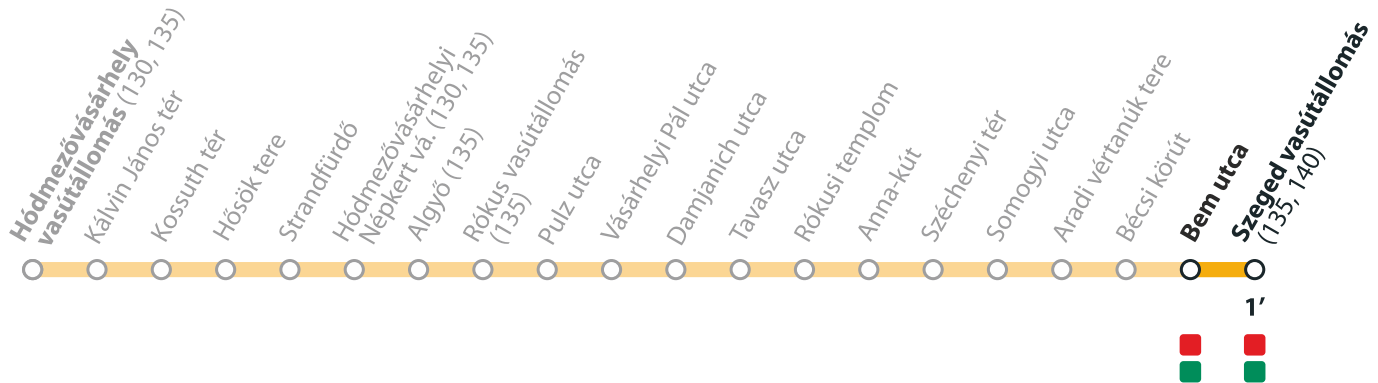 Hódmezővásárhely
vasútállomás (130, 135)
Kálvin János tér
Kossuth tér
Hősök tere
Strandfürdő
Hódmezővásárhelyi
Népkert vá. (130, 135)
Algyő (135)
Rókus vasútállomás
(135)
Pulz utca
Vásárhelyi Pál utca
Damjanich utca
Tavasz utca
Rókusi templom
Anna-kút
Széchenyi tér
Somogyi utca
Aradi vértanúk tere
Bécsi körút
Bem utca
Szeged vasútállomás
(135, 140)
1’